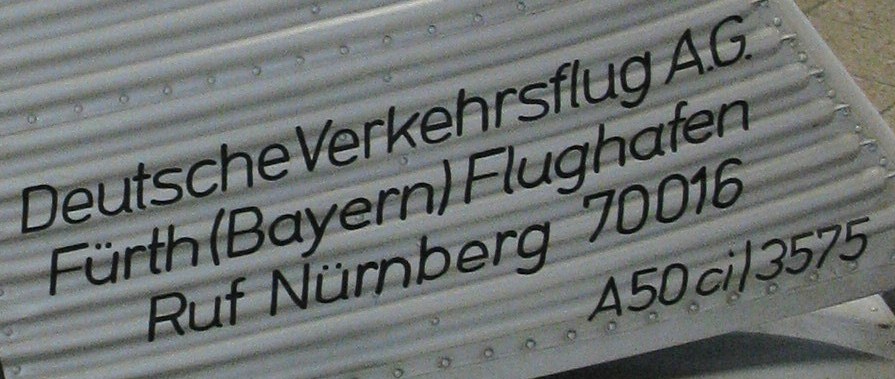 Deutsche Verkehrsflug A.G.
Fürth (Bayern) Flughafen
Ruf Nürnberg 70016
A50 ci/3575